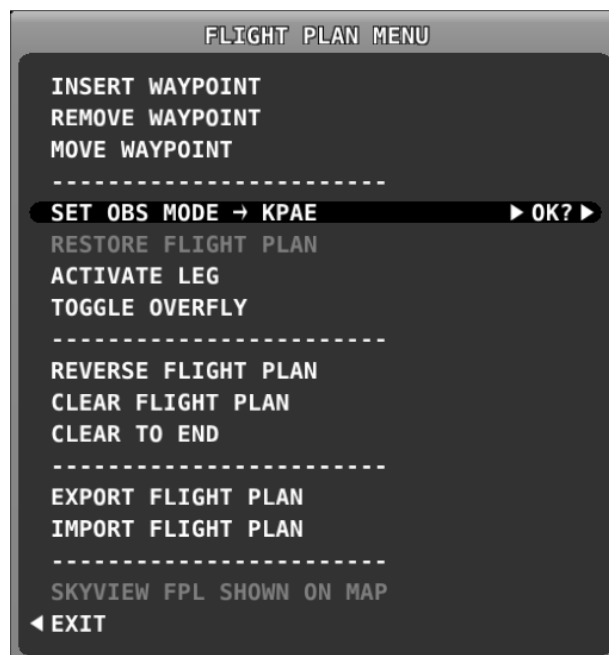 FLIGHT PLAN MENU
INSERT WAYPOINT
REMOVE WAYPOINT
MOVE WAYPOINT
-------------------------
SET OBS MODE → KPAE ▶ OK? ▶
RESTORE FLIGHT PLAN
ACTIVATE LEG
TOGGLE OVERFLY
-------------------------
REVERSE FLIGHT PLAN
CLEAR FLIGHT PLAN
CLEAR TO END
-------------------------
EXPORT FLIGHT PLAN
IMPORT FLIGHT PLAN
-------------------------
SKYVIEW FPL SHOWN ON MAP
◀ EXIT